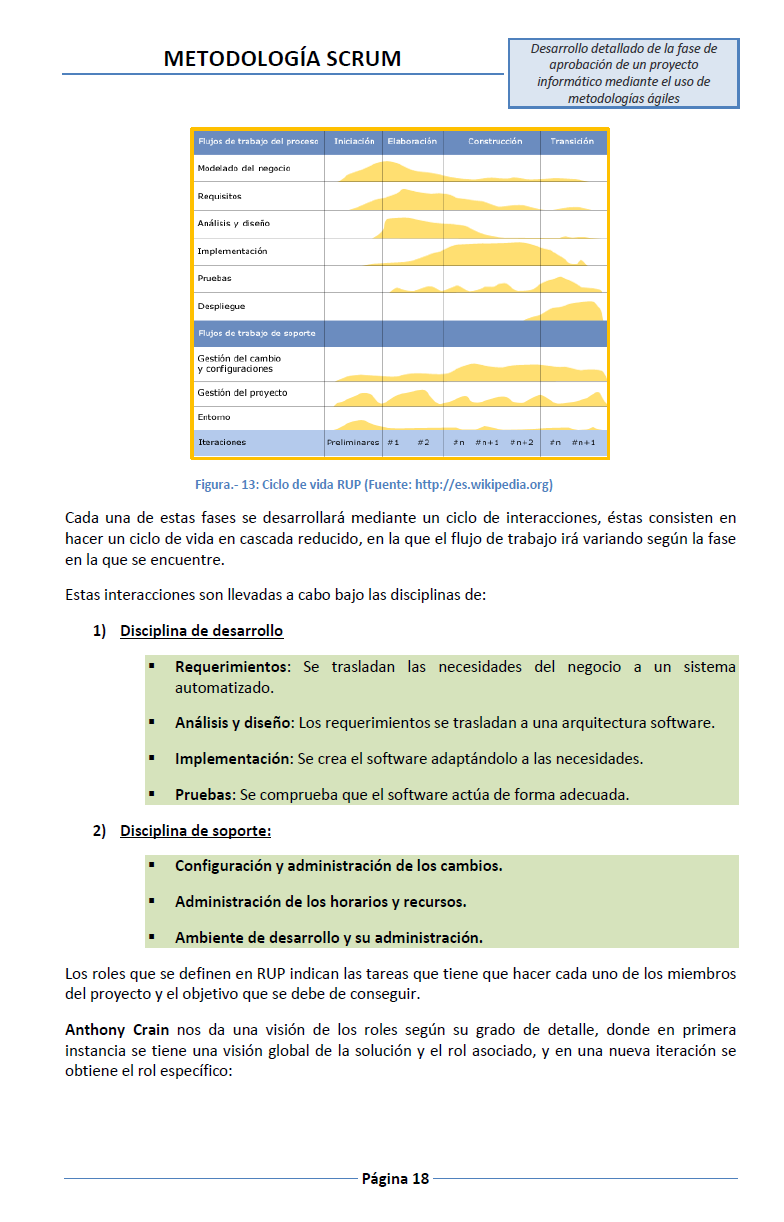 METODOLOGÍA SCRUM
Desarrollo detallado de la fase de
aprobación de un proyecto
informático mediante el uso de
metodologías ágiles
Flujos de trabajo del proceso Iniciación Elaboración Construcción Transición
Modelado del negocio
Requisitos
Análisis y diseño
Implementación
Pruebas
Despliegue
Flujos de trabajo de soporte
Gestión del cambio
y configuraciones
Gestión del proyecto
Entorno
Iteraciones Preliminares #1 #2 #n #n+1 #n+2 #n #n+1
Figura.- 13: Ciclo de vida RUP (Fuente: http://es.wikipedia.org)
Cada una de estas fases se desarrollará mediante un ciclo de interacciones, éstas consisten en
hacer un ciclo de vida en cascada reducido, en la que el flujo de trabajo irá variando según la fase
en la que se encuentre.
Estas interacciones son llevadas a cabo bajo las disciplinas de:
1) Disciplina de desarrollo
▪ Requerimientos: Se trasladan las necesidades del negocio a un sistema
automatizado.
▪ Análisis y diseño: Los requerimientos se trasladan a una arquitectura software.
▪ Implementación: Se crea el software adaptándolo a las necesidades.
▪ Pruebas: Se comprueba que el software actúa de forma adecuada.
2) Disciplina de soporte:
▪ Configuración y administración de los cambios.
▪ Administración de los horarios y recursos.
▪ Ambiente de desarrollo y su administración.
Los roles que se definen en RUP indican las tareas que tiene que hacer cada uno de los miembros
del proyecto y el objetivo que se debe de conseguir.
Anthony Crain nos da una visión de los roles según su grado de detalle, donde en primera
instancia se tiene una visión global de la solución y el rol asociado, y en una nueva iteración se
obtiene el rol específico:
Página 18